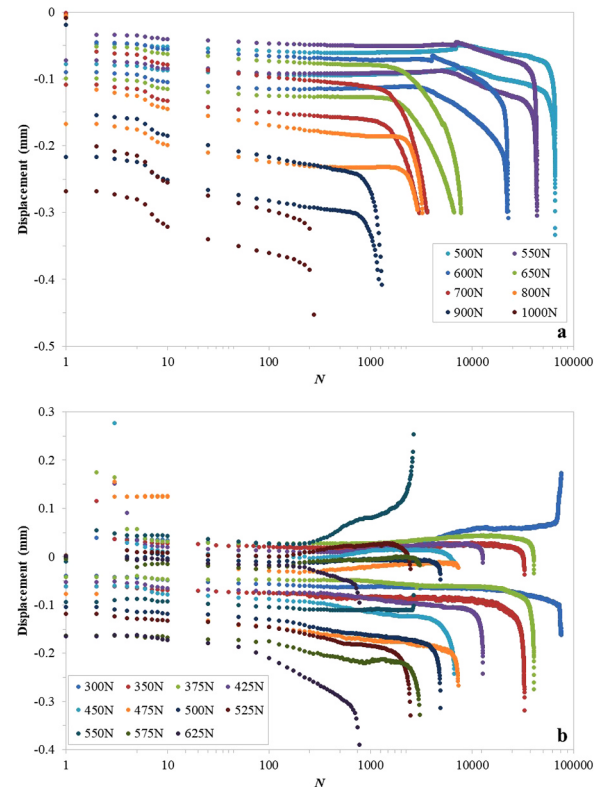 0
-0.1
-0.2
-0.3
-0.4
-0.5
Displacement (mm)
500N 550N
600N 650N
700N 800N
900N 1000N
a
1 10 100 1000 10000 100000
N
0.3
0.2
0.1
0
-0.1
-0.2
-0.3
-0.4
Displacement (mm)
300N 350N 375N 425N
450N 475N 500N 525N
550N 575N 625N
b
1 10 100 1000 10000 100000
N